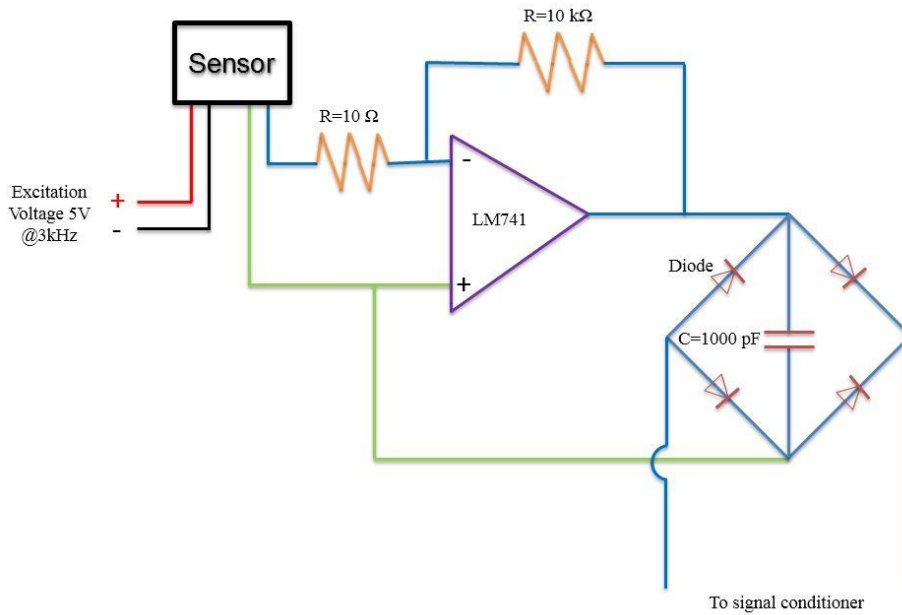 R=10 kΩ
Sensor
R=10 Ω
-
Excitation
Voltage 5V
@3kHz
+
-
LM741
+
Diode
C=1000 pF
To signal conditioner